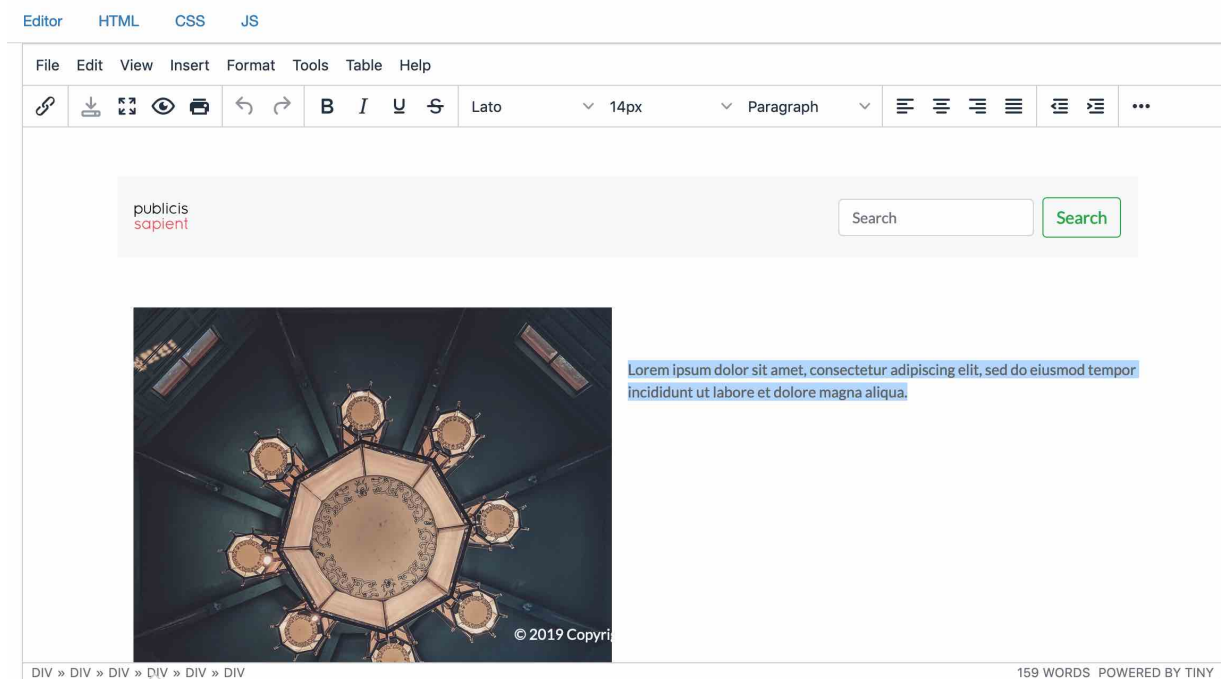 Editor HTML CSS JS
File Edit View Insert Format Tools Table Help
B I U S Lato 14px Paragraph
publicis
sapient
Search Search
Lorem ipsum dolor sit amet, consectetur adipiscing elit, sed do eiusmod tempor
incididunt ut labore et dolore magna aliqua.
© 2019
DIV » DIV » DIV » DIV » DIV » DIV 159 WORDS POWERED BY TINY